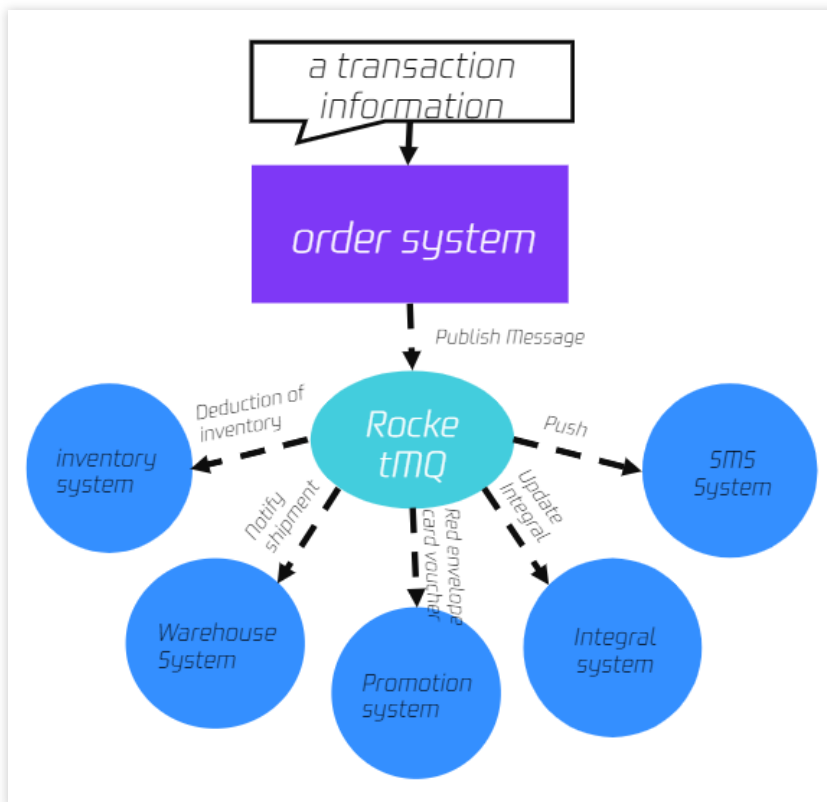 a transaction
information
order system
Publish Message
Rocke
tMQ
Deduction of
inventory
inventory
system
Notify
shipment
Warehouse
System
Red envelope
card voucher
Promotion
system
Update
Integral
Integral
system
Push
SMS
System